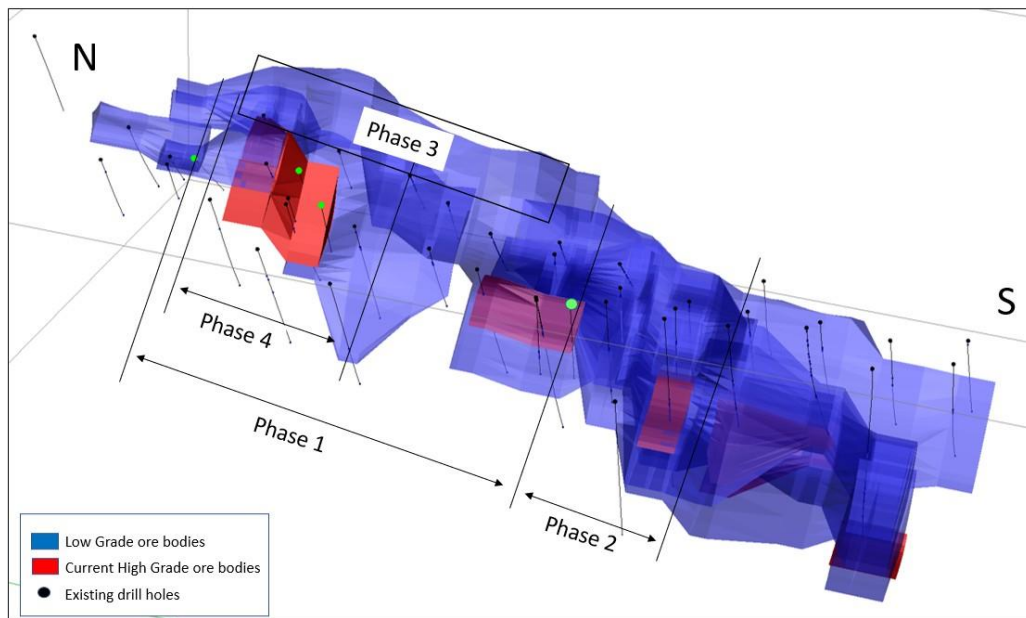 N
Phase 3
S
Phase 4
Phase 1
Phase 2
Low Grade ore bodies
Current High Grade ore bodies
Existing drill holes